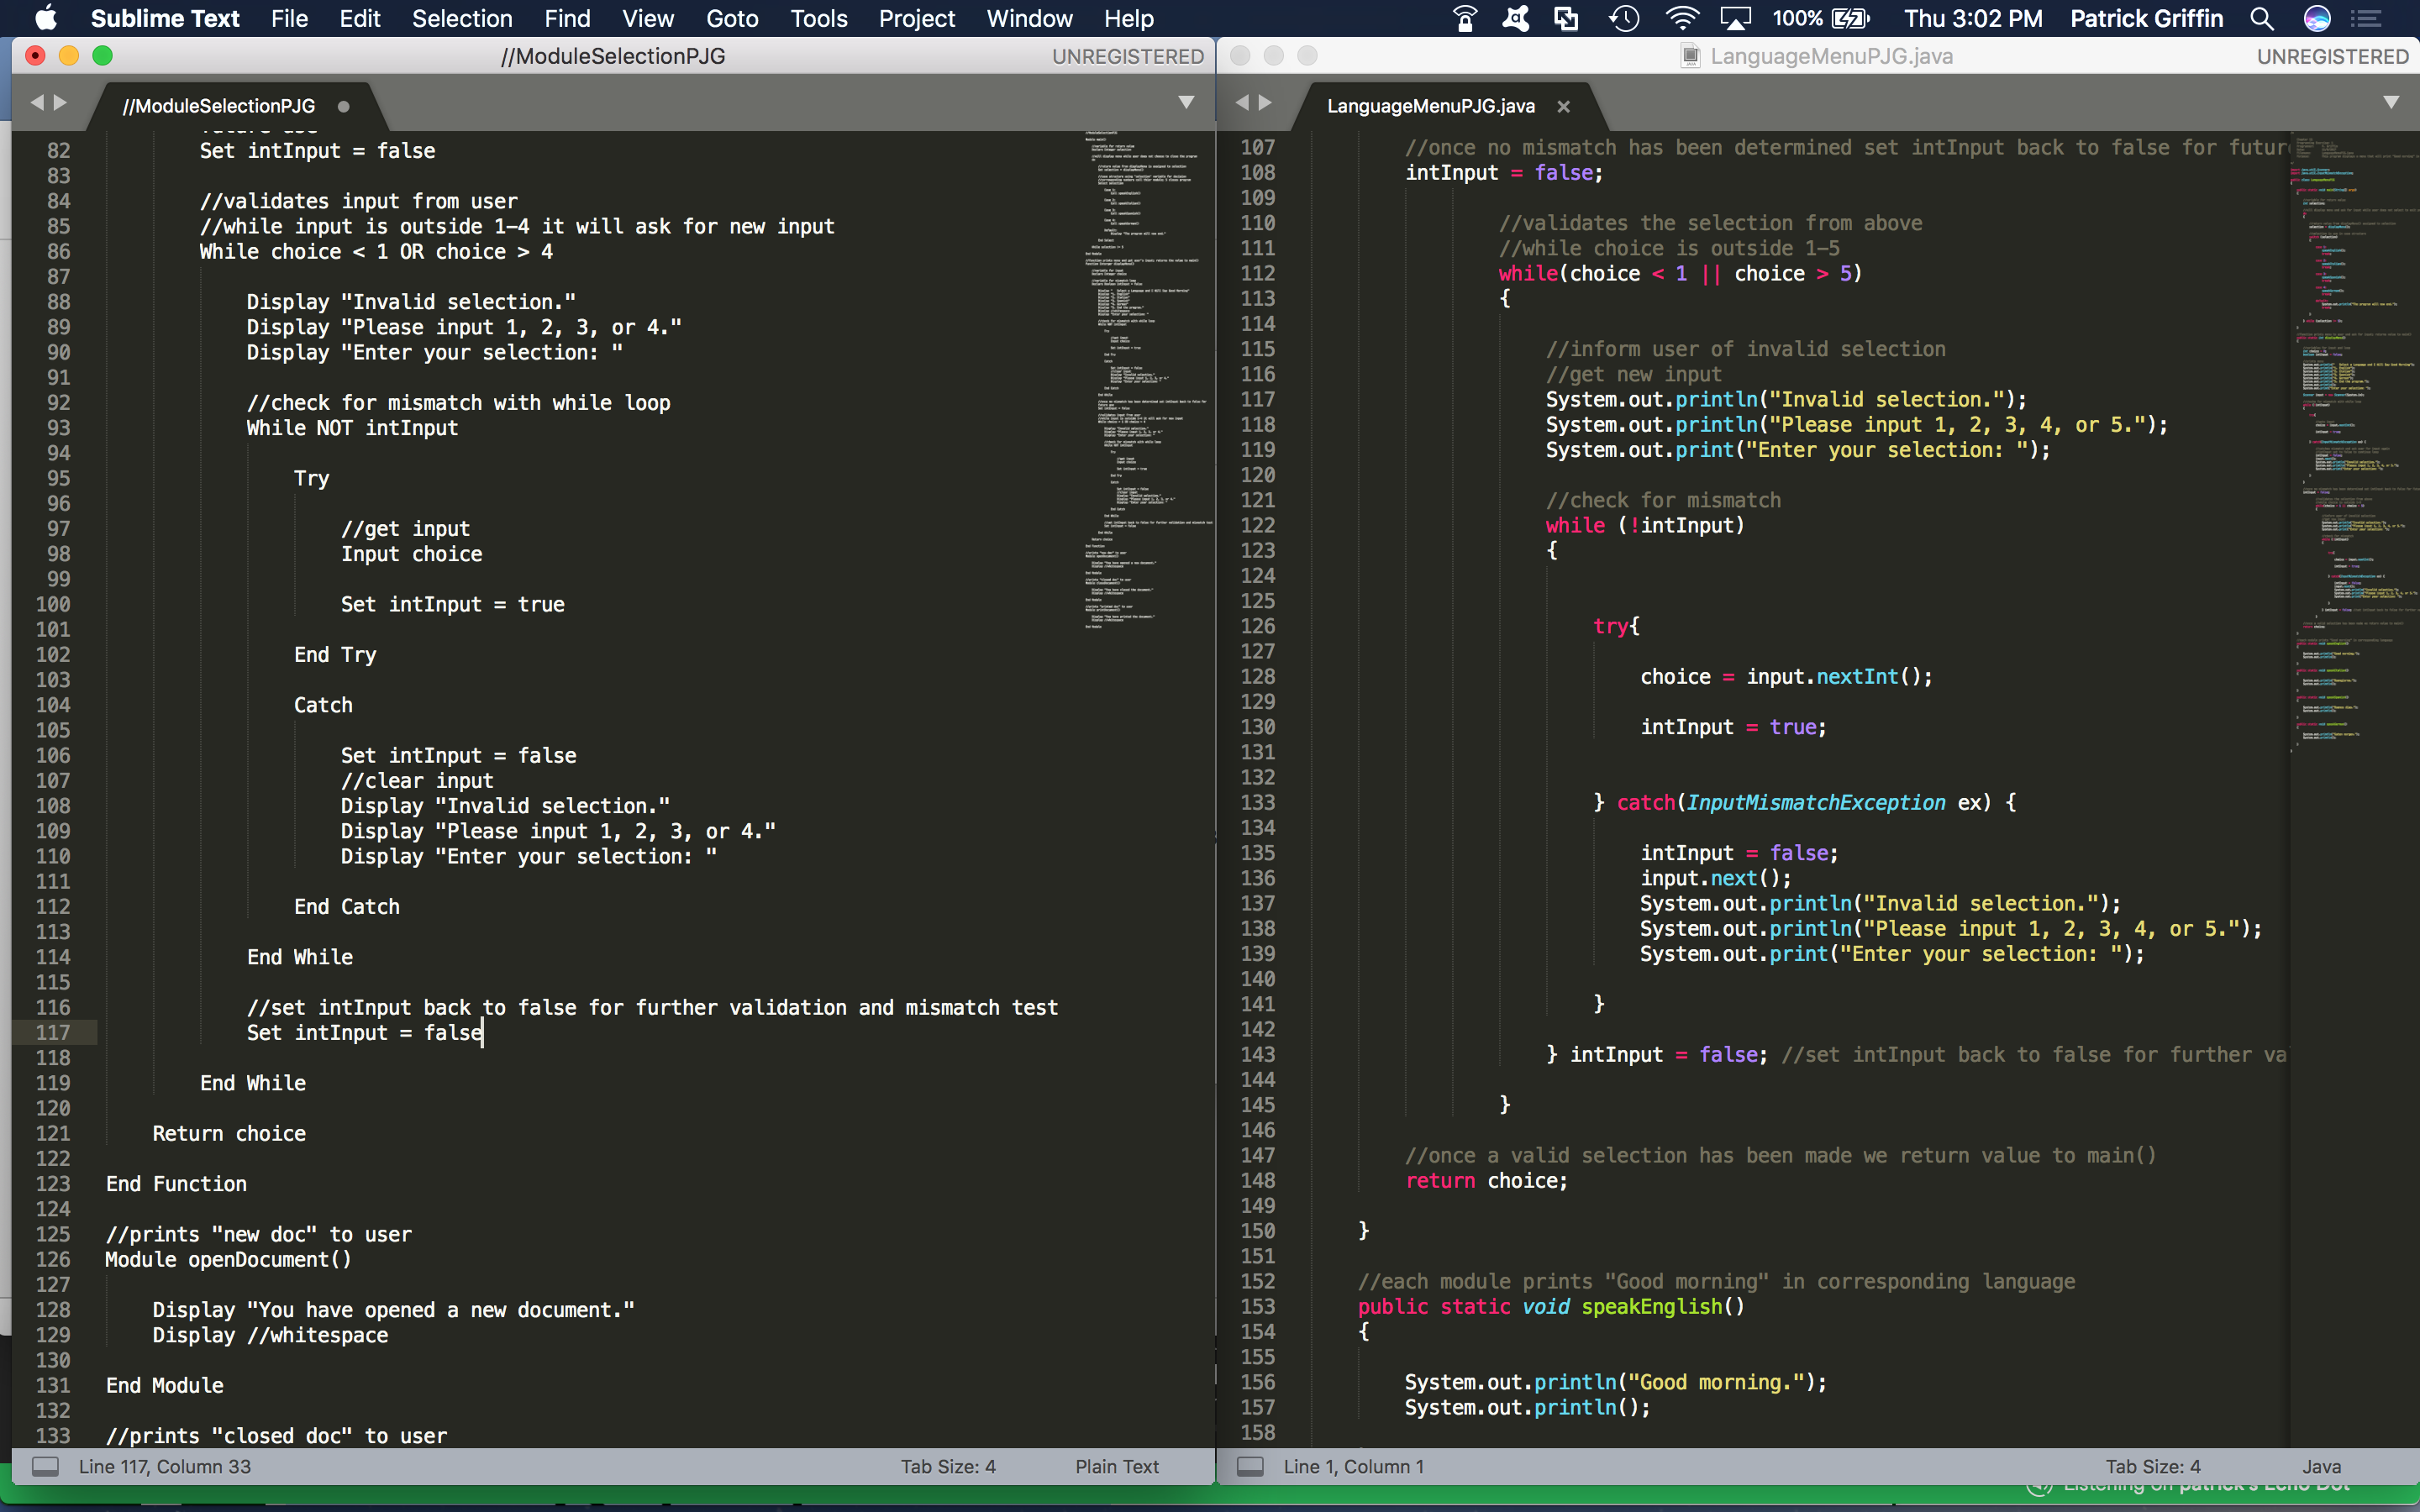 Sublime Text File Edit Selection Find View Goto Tools Project Window Help 100% Thu 3:02 PM Patrick Griffin
//ModuleSelectionPJG UNREGISTERED
//ModuleSelectionPJG
82 Set intInput = false
83
84 //validates input from user
85 //while input is outside 1-4 it will ask for new input
86 While choice < 1 OR choice > 4
87
88 Display "Invalid selection."
89 Display "Please input 1, 2, 3, or 4."
90 Display "Enter your selection: "
91
92 //check for mismatch with while loop
93 While NOT intInput
94
95 Try
96
97 //get input
98 Input choice
99
100 Set intInput = true
101
102 End Try
103
104 Catch
105
106 Set intInput = false
107 //clear input
108 Display "Invalid selection."
109 Display "Please input 1, 2, 3, or 4."
110 Display "Enter your selection: "
111
112 End Catch
113
114 End While
115
116 //set intInput back to false for further validation and mismatch test
117 Set intInput = false
118
119 End While
120
121 Return choice
122
123 End Function
124
125 //prints "new doc" to user
126 Module openDocument()
127
128 Display "You have opened a new document."
129 Display //whitespace
130
131 End Module
132
133 //prints "closed doc" to user
Line 117, Column 33 Tab Size: 4 Plain Text
LanguageMenuPJG.java UNREGISTERED
LanguageMenuPJG.java ×
107 //once no mismatch has been determined set intInput back to false for futur
108 intInput = false;
109
110 //validates the selection from above
111 //while choice is outside 1-5
112 while(choice < 1 || choice > 5)
113 {
114
115 //inform user of invalid selection
116 //get new input
117 System.out.println("Invalid selection.");
118 System.out.println("Please input 1, 2, 3, 4, or 5.");
119 System.out.print("Enter your selection: ");
120
121 //check for mismatch
122 while (!intInput)
123 {
124
125
126 try{
127
128 choice = input.nextInt();
129
130 intInput = true;
131
132
133 } catch(InputMismatchException ex) {
134
135 intInput = false;
136 input.next();
137 System.out.println("Invalid selection.");
138 System.out.println("Please input 1, 2, 3, 4, or 5.");
139 System.out.print("Enter your selection: ");
140
141 }
142
143 } intInput = false; //set intInput back to false for further va
144
145 }
146
147 //once a valid selection has been made we return value to main()
148 return choice;
149
150 }
151
152 //each module prints "Good morning" in corresponding language
153 public static void speakEnglish()
154 {
155
156 System.out.println("Good morning.");
157 System.out.println();
158
Line 1, Column 1 Tab Size: 4 Java
Listening on patrick's Echo Dot